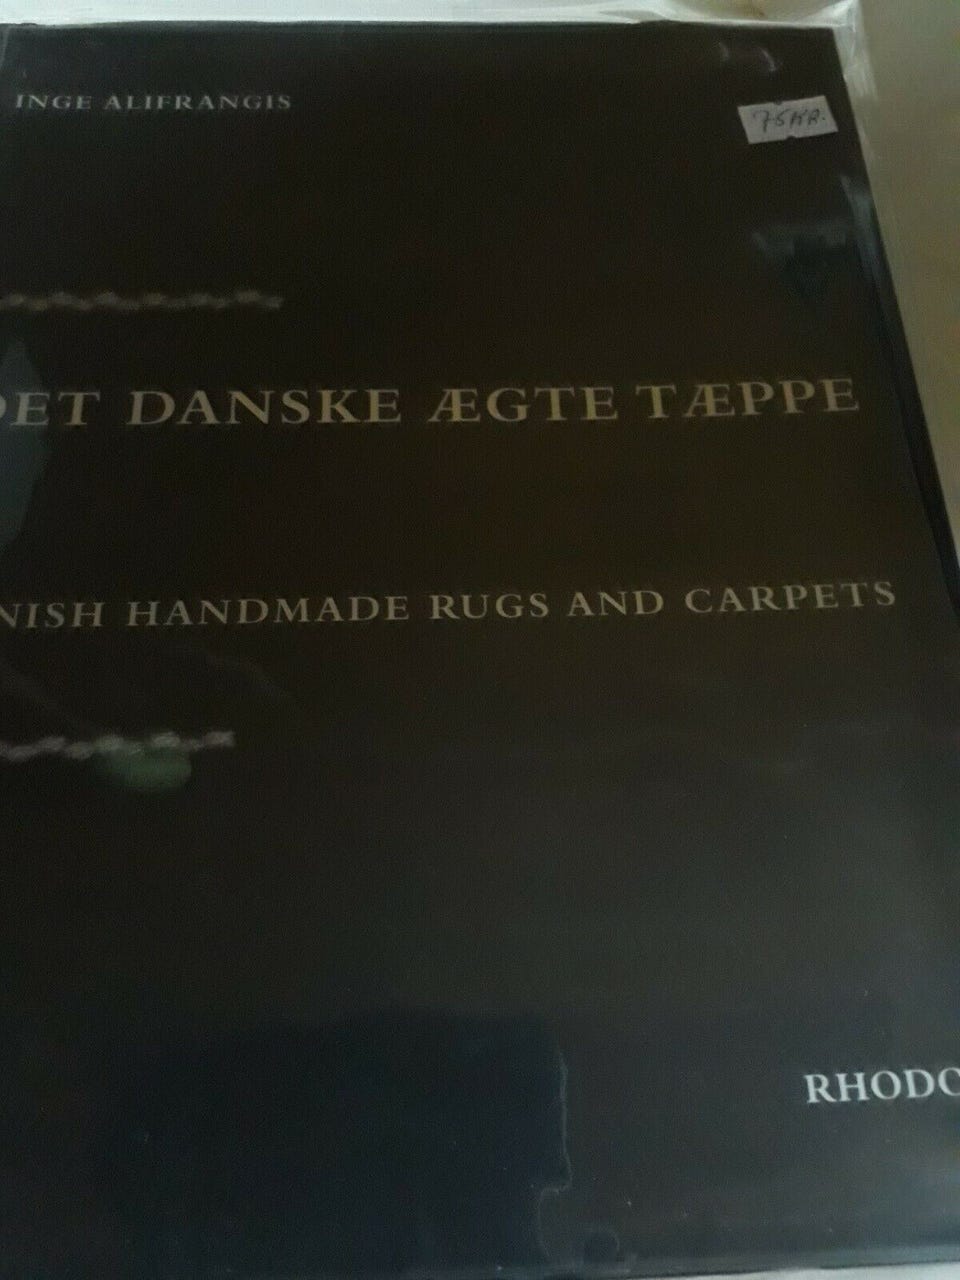 INGE ALIFRANGIS
75 KR.
DET DANSKE ÆGTE TÆPPE
NISH HANDMADE RUGS AND CARPETS
RHODO